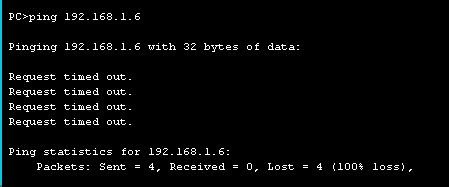 PC>ping 192.168.1.6
Pinging 192.168.1.6 with 32 bytes of data:
Request timed out.
Request timed out.
Request timed out.
Request timed out.
Ping statistics for 192.168.1.6:
Packets: Sent = 4, Received = 0, Lost = 4 (100% loss),